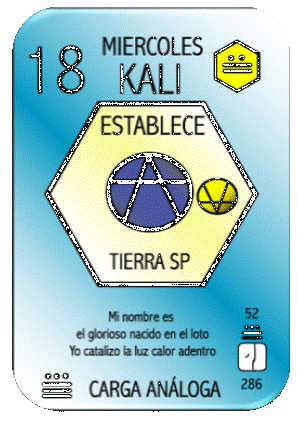 18
MIERCOLES
KALI
ESTABLECE
TIERRA SP
Mi nombre es
el glorioso nacido en el loto
Yo catalizo la luz calor adentro
52
286
CARGA ANÁLOGA